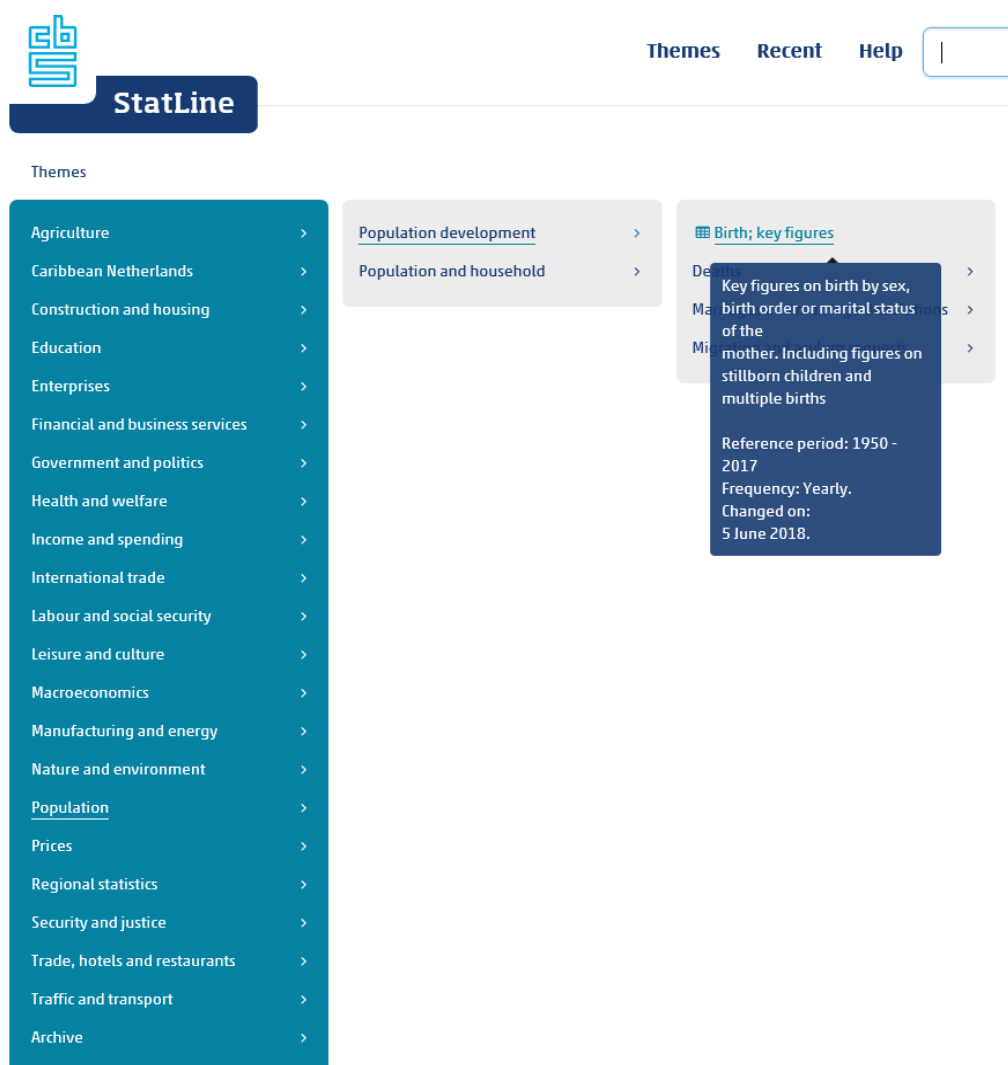 cbs
Themes Recent Help
StatLine
Themes
Agriculture
Caribbean Netherlands
Construction and housing
Education
Enterprises
Financial and business services
Government and politics
Health and welfare
Income and spending
International trade
Labour and social security
Leisure and culture
Macroeconomics
Manufacturing and energy
Nature and environment
Population
Prices
Regional statistics
Security and justice
Trade, hotels and restaurants
Traffic and transport
Archive
Population development
Population and household
Birth; key figures
Deaths
Migration and asylum requests
Key figures on birth by sex,
birth order or marital status
of the
mother. Including figures on
stillborn children and
multiple births
Reference period: 1950 -
2017
Frequency: Yearly.
Changed on:
5 June 2018.